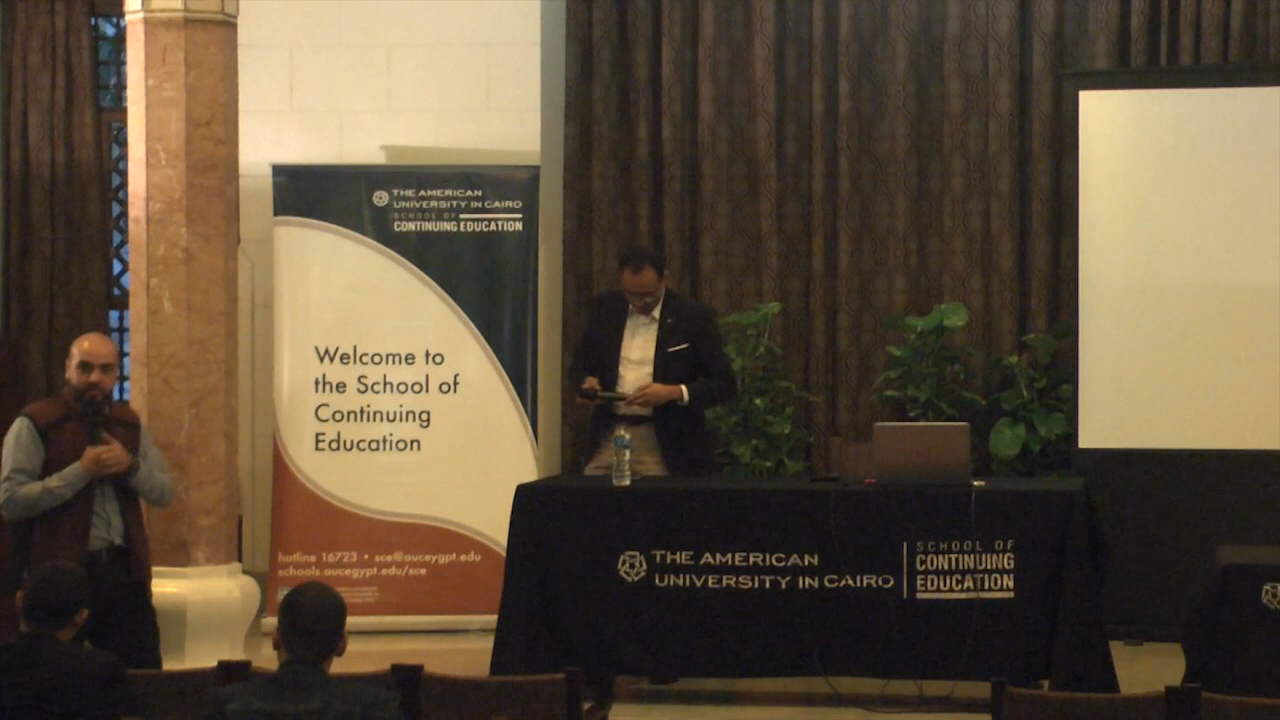 THE AMERICAN
UNIVERSITY IN CAIRO
SCHOOL OF
CONTINUING EDUCATION
Welcome to
the School of
Continuing
Education
hotline 16723 • sce@auceygpt.edu
schools.aucegypt.edu/sce
THE AMERICAN
UNIVERSITY IN CAIRO
SCHOOL OF
CONTINUING
EDUCATION